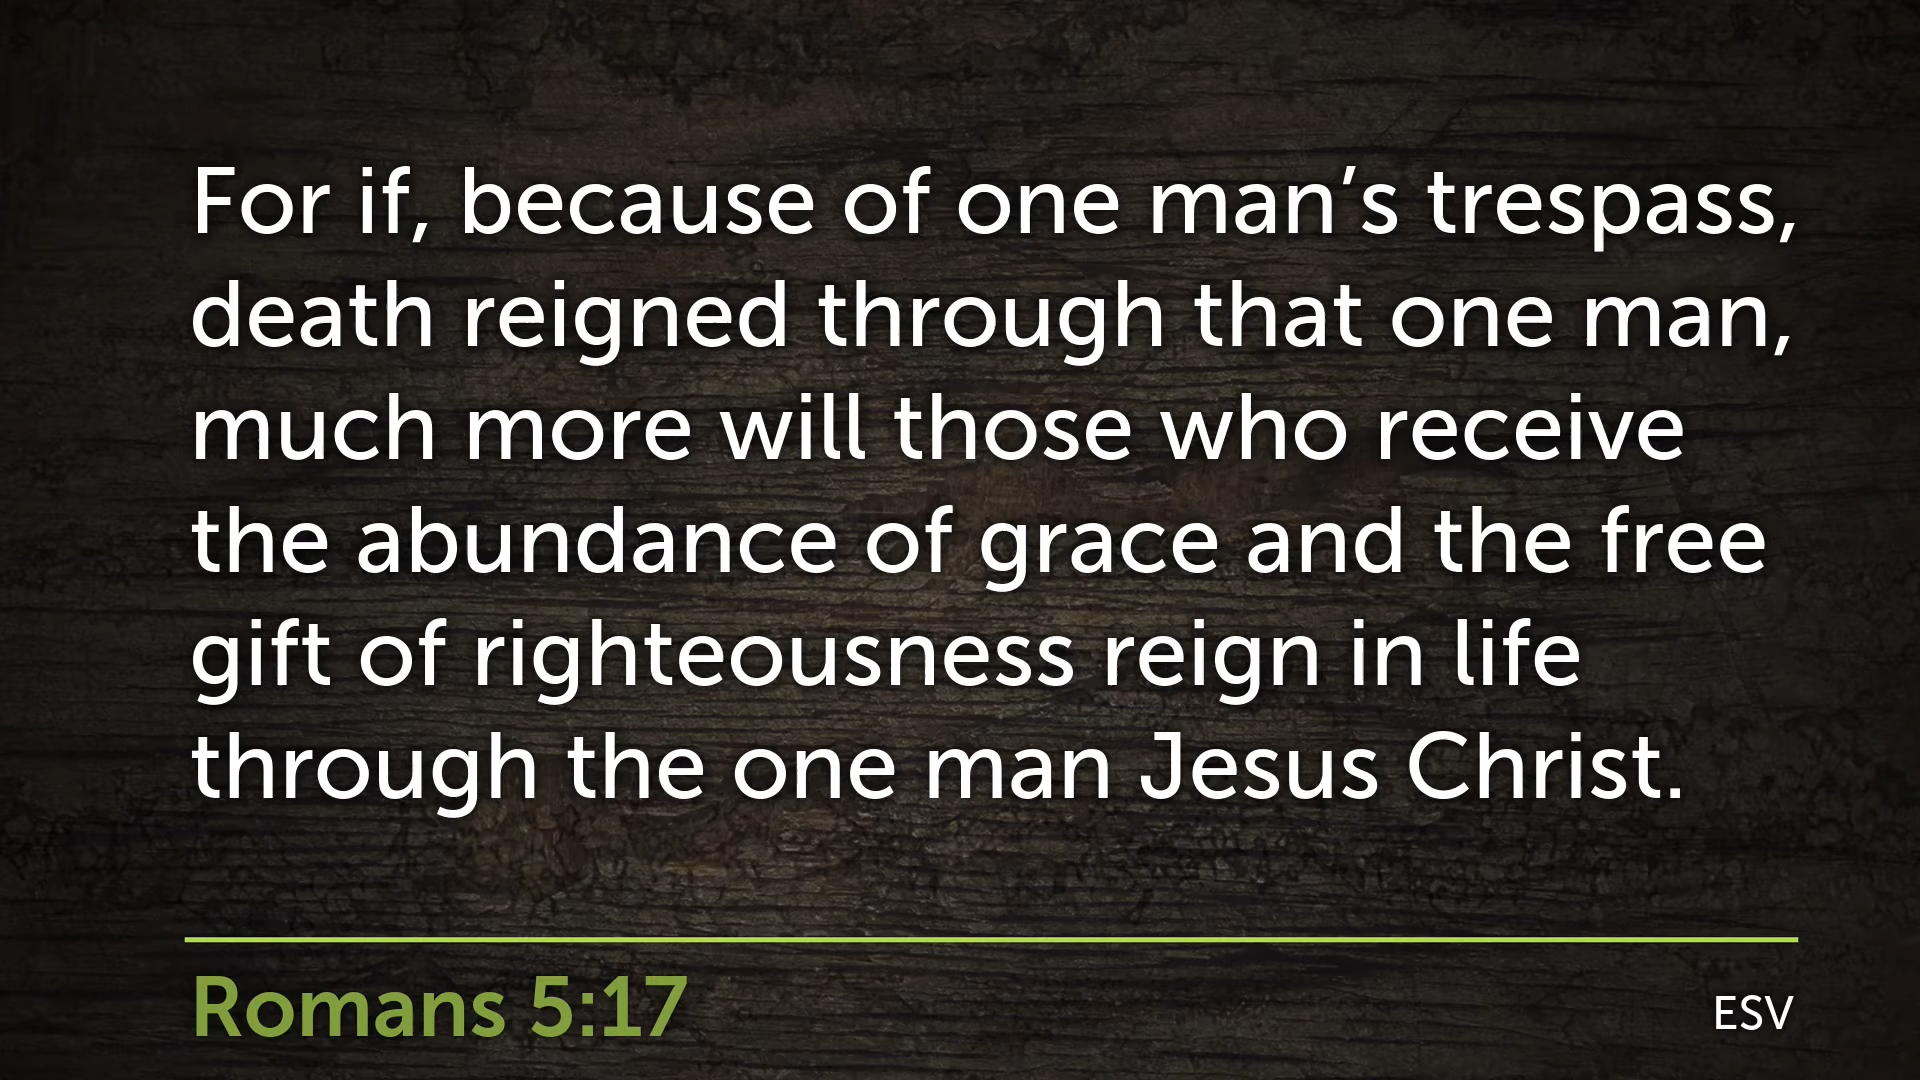 For if, because of one man’s trespass,
death reigned through that one man,
much more will those who receive
the abundance of grace and the free
gift of righteousness reign in life
through the one man Jesus Christ.
Romans 5:17
ESV